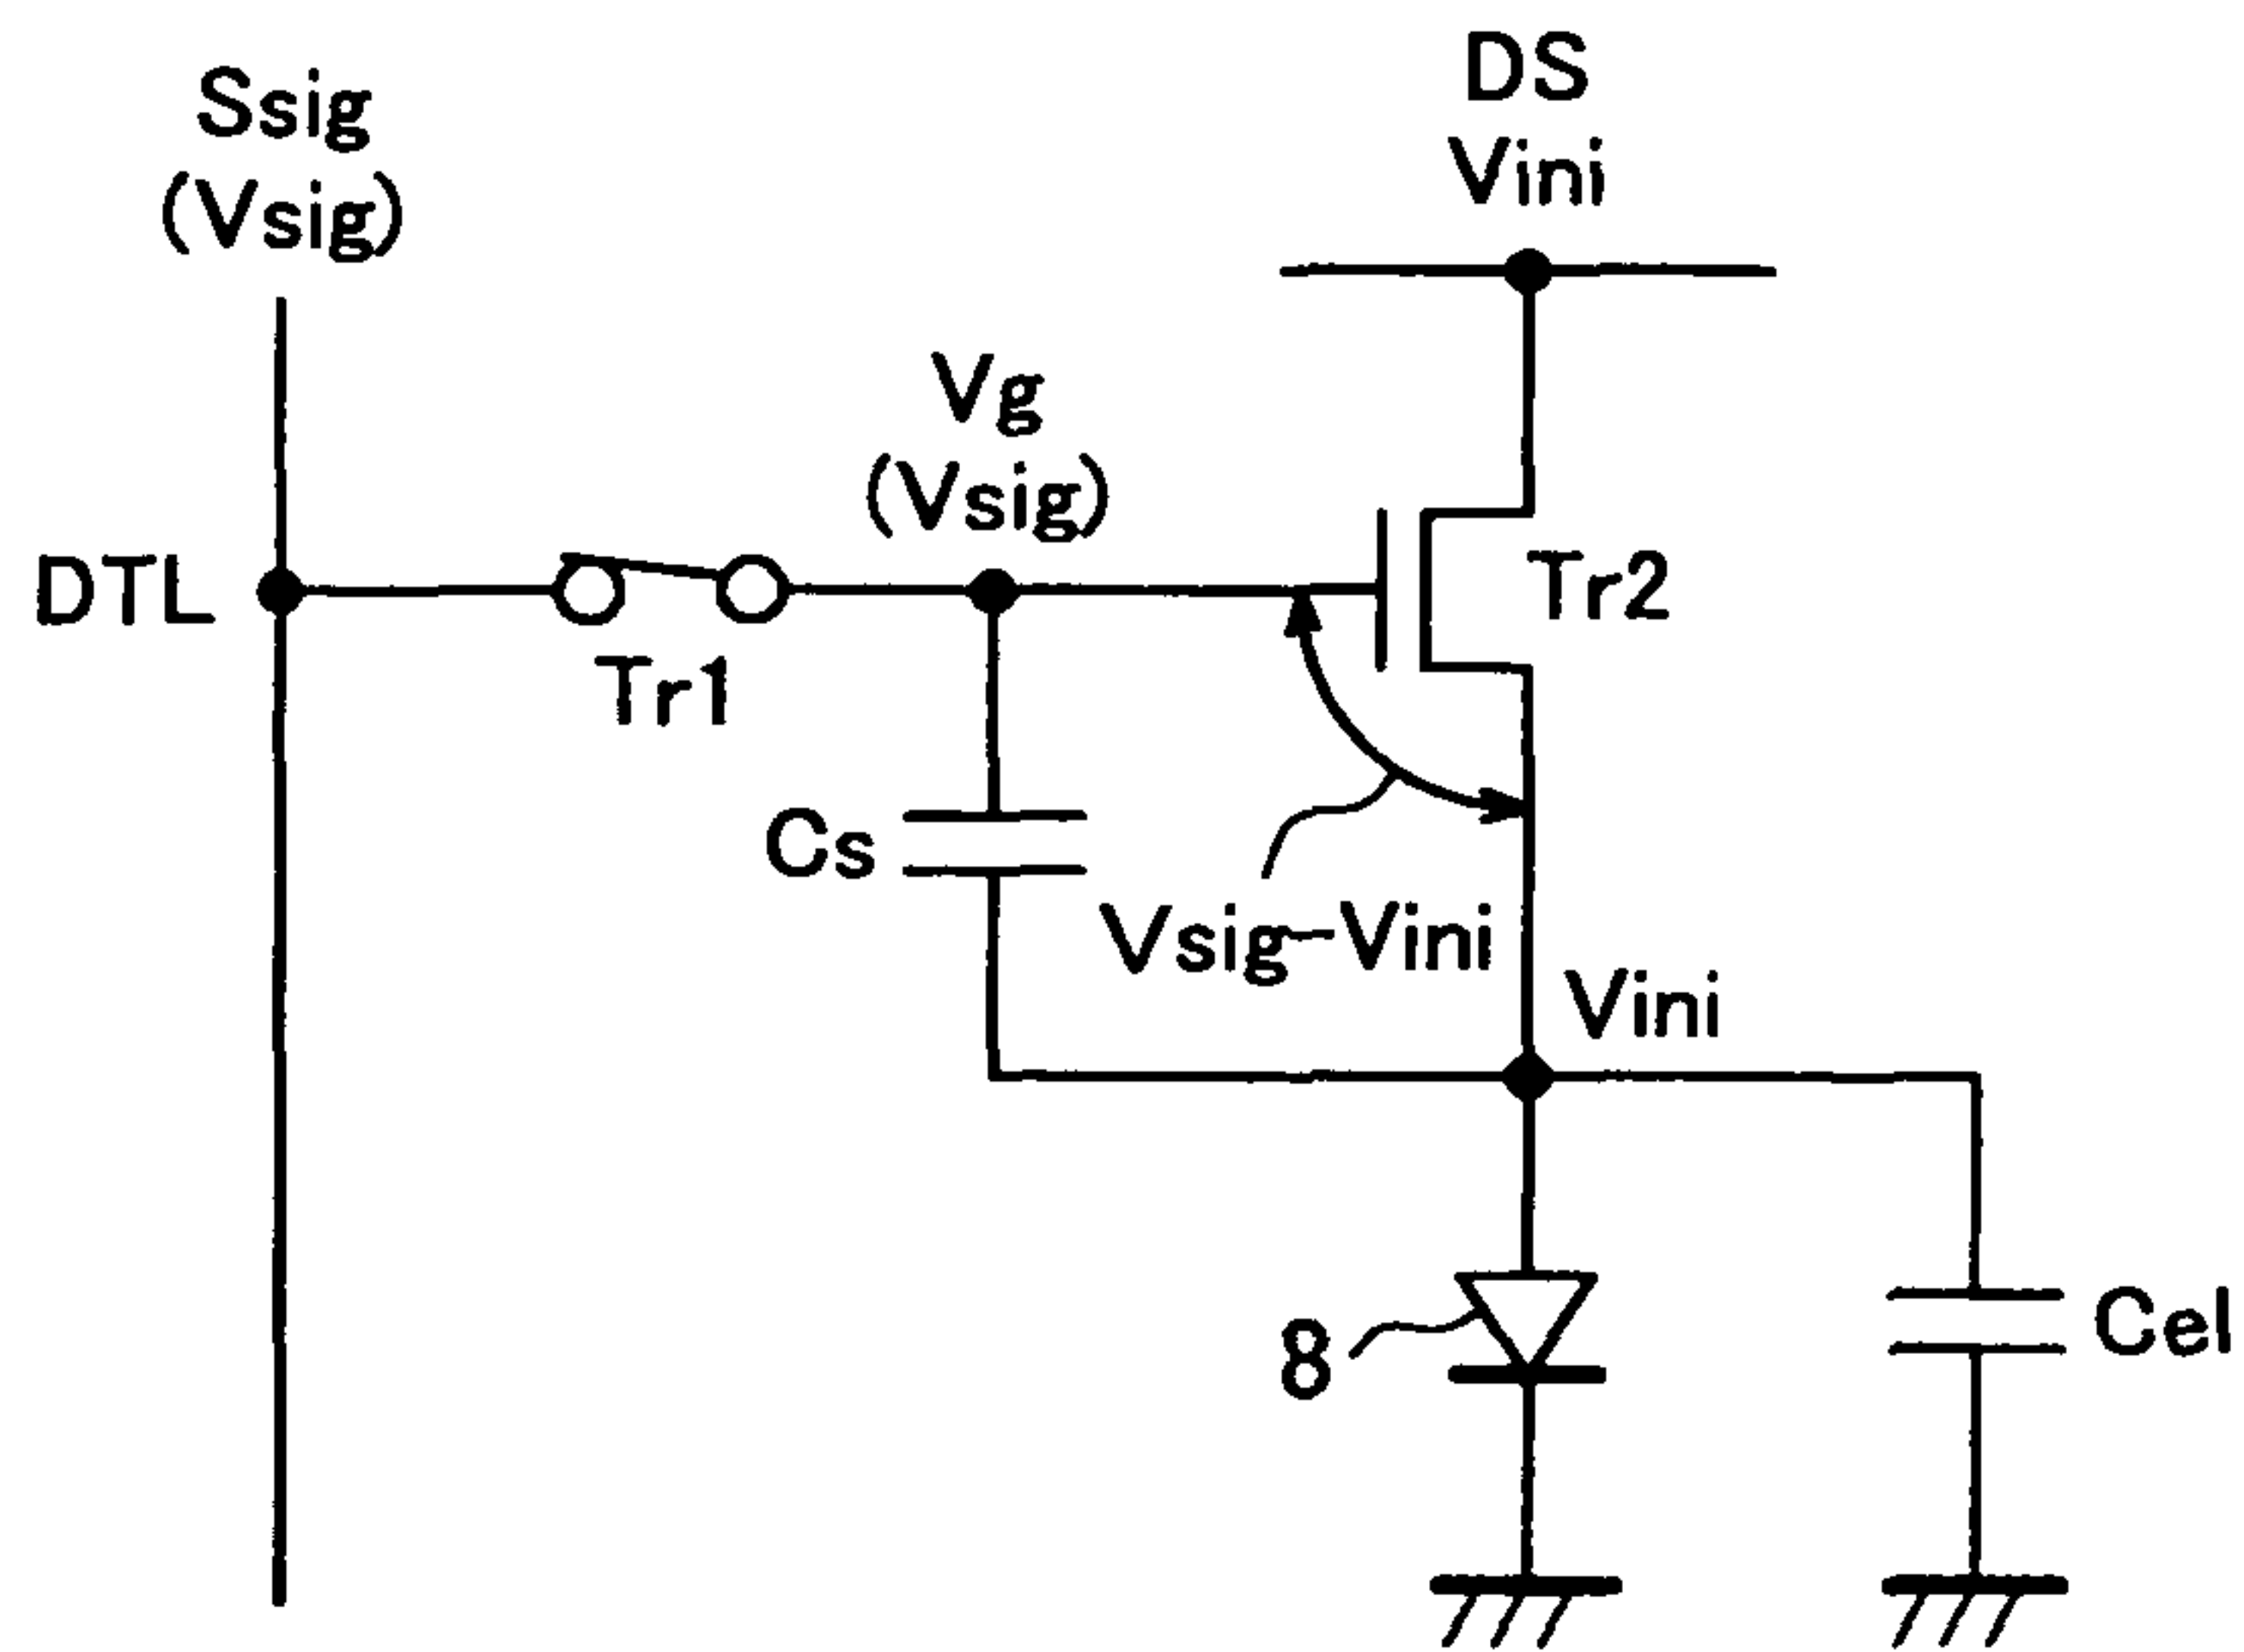 Ssig
(Vsig)
DS
Vini
Vg
(Vsig)
DTL
Tr1
Tr2
Cs
Vsig-Vini
Vini
8
Cel